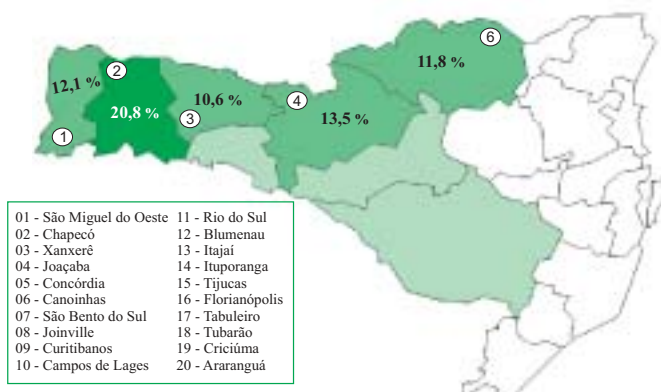 6
11,8 %
2
12,1 %
10,6 %
4
20,8 %
3
13,5 %
1
01 - São Miguel do Oeste 11 - Rio do Sul
02 - Chapecó 12 - Blumenau
03 - Xanxerê 13 - Itajaí
04 - Joaçaba 14 - Ituporanga
05 - Concórdia 15 - Tijucas
06 - Canoinhas 16 - Florianópolis
07 - São Bento do Sul 17 - Tabuleiro
08 - Joinville 18 - Tubarão
09 - Curitibanos 19 - Criciúma
10 - Campos de Lages 20 - Araranguá